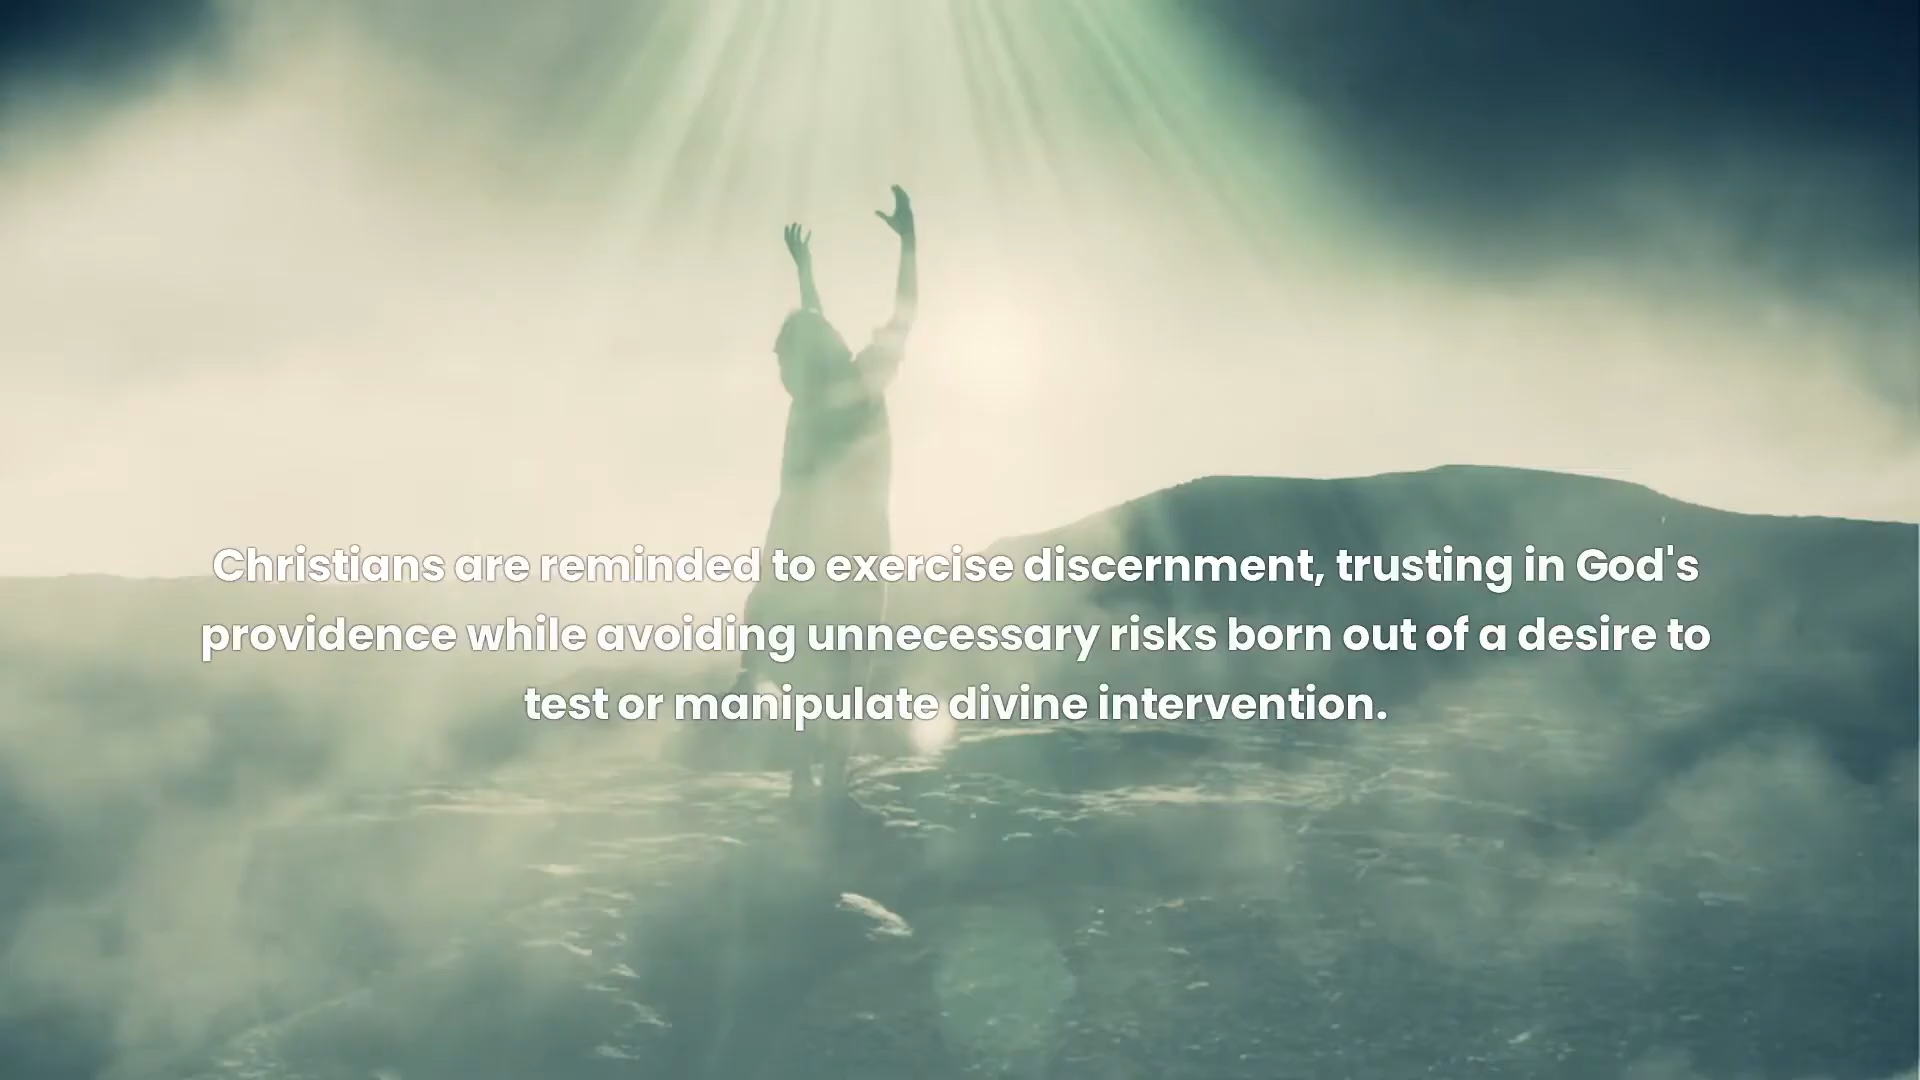 Christians are reminded to exercise discernment, trusting in God's
providence while avoiding unnecessary risks born out of a desire to
test or manipulate divine intervention.